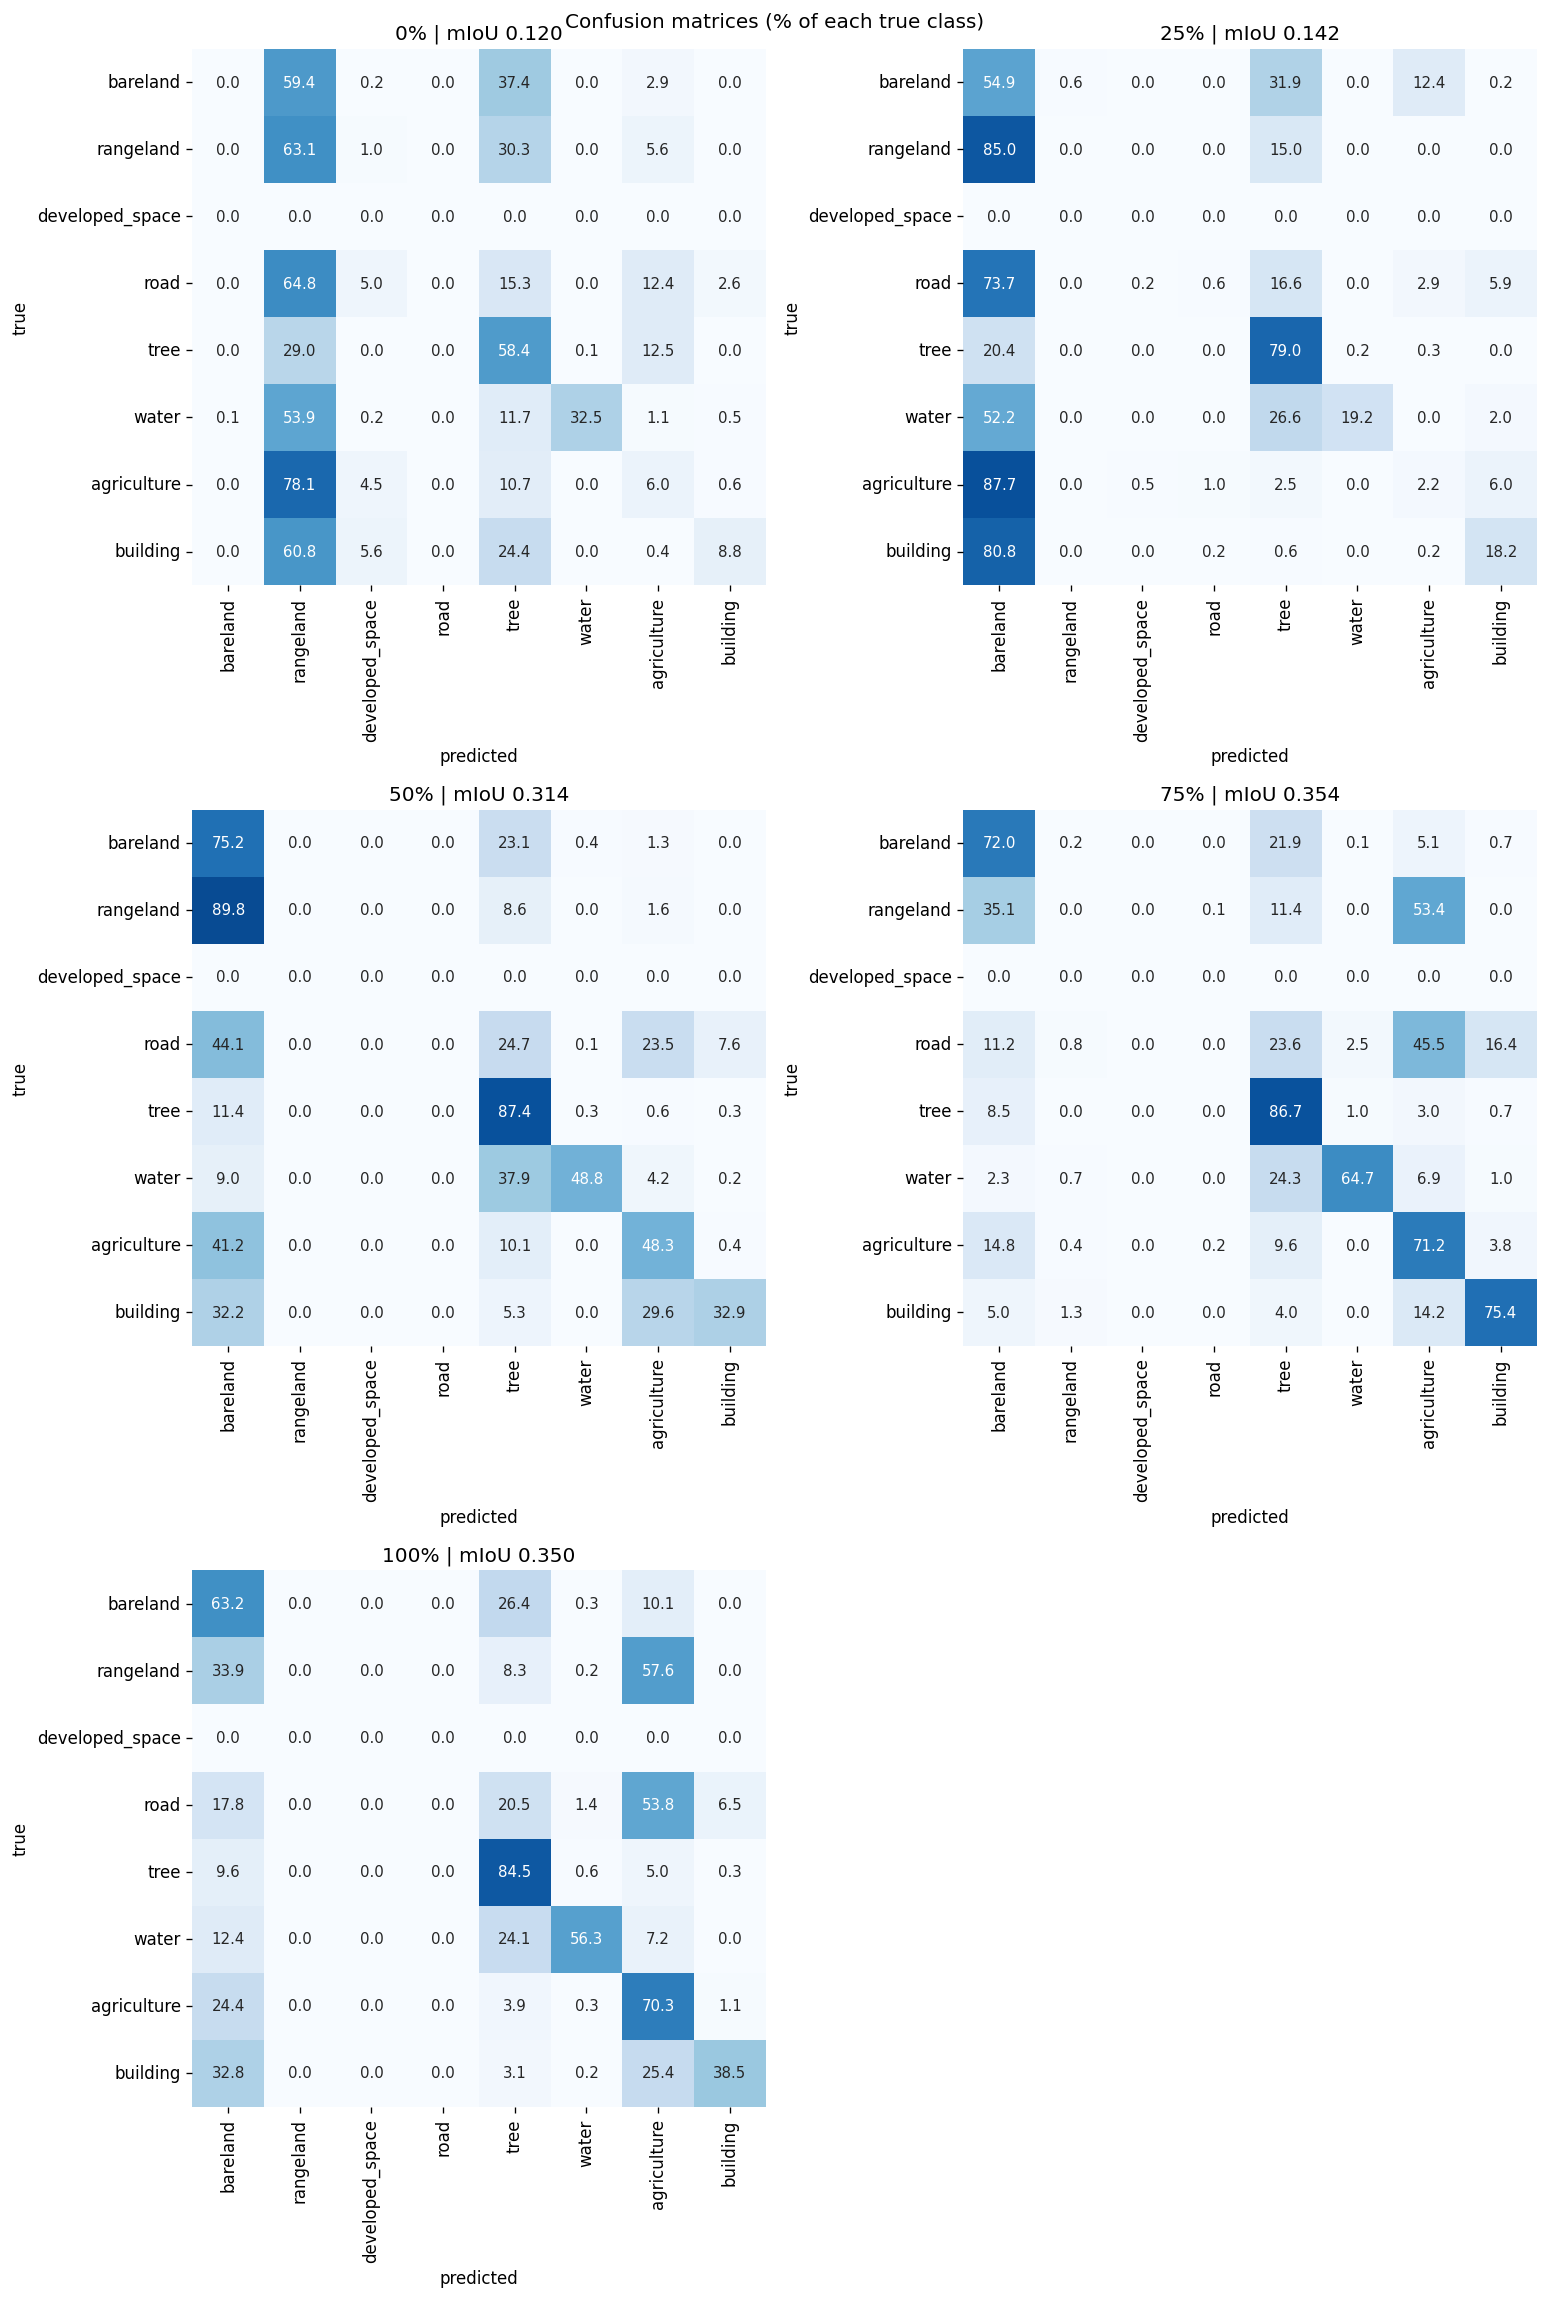 Confusion matrices (% of each true class)
0% | mIoU 0.120
true
bareland 0.0 59.4 0.2 0.0 37.4 0.0 2.9 0.0
rangeland 0.0 63.1 1.0 0.0 30.3 0.0 5.6 0.0
developed_space 0.0 0.0 0.0 0.0 0.0 0.0 0.0 0.0
road 0.0 64.8 5.0 0.0 15.3 0.0 12.4 2.6
tree 0.0 29.0 0.0 0.0 58.4 0.1 12.5 0.0
water 0.1 53.9 0.2 0.0 11.7 32.5 1.1 0.5
agriculture 0.0 78.1 4.5 0.0 10.7 0.0 6.0 0.6
building 0.0 60.8 5.6 0.0 24.4 0.0 0.4 8.8
bareland rangeland developed_space road tree water agriculture building
predicted
25% | mIoU 0.142
true
bareland 54.9 0.6 0.0 0.0 31.9 0.0 12.4 0.2
rangeland 85.0 0.0 0.0 0.0 15.0 0.0 0.0 0.0
developed_space 0.0 0.0 0.0 0.0 0.0 0.0 0.0 0.0
road 73.7 0.0 0.2 0.6 16.6 0.0 2.9 5.9
tree 20.4 0.0 0.0 0.0 79.0 0.2 0.3 0.0
water 52.2 0.0 0.0 0.0 26.6 19.2 0.0 2.0
agriculture 87.7 0.0 0.5 1.0 2.5 0.0 2.2 6.0
building 80.8 0.0 0.0 0.2 0.6 0.0 0.2 18.2
bareland rangeland developed_space road tree water agriculture building
predicted
50% | mIoU 0.314
true
bareland 75.2 0.0 0.0 0.0 23.1 0.4 1.3 0.0
rangeland 89.8 0.0 0.0 0.0 8.6 0.0 1.6 0.0
developed_space 0.0 0.0 0.0 0.0 0.0 0.0 0.0 0.0
road 44.1 0.0 0.0 0.0 24.7 0.1 23.5 7.6
tree 11.4 0.0 0.0 0.0 87.4 0.3 0.6 0.3
water 9.0 0.0 0.0 0.0 37.9 48.8 4.2 0.2
agriculture 41.2 0.0 0.0 0.0 10.1 0.0 48.3 0.4
building 32.2 0.0 0.0 0.0 5.3 0.0 29.6 32.9
bareland rangeland developed_space road tree water agriculture building
predicted
75% | mIoU 0.354
true
bareland 72.0 0.2 0.0 0.0 21.9 0.1 5.1 0.7
rangeland 35.1 0.0 0.0 0.1 11.4 0.0 53.4 0.0
developed_space 0.0 0.0 0.0 0.0 0.0 0.0 0.0 0.0
road 11.2 0.8 0.0 0.0 23.6 2.5 45.5 16.4
tree 8.5 0.0 0.0 0.0 86.7 1.0 3.0 0.7
water 2.3 0.7 0.0 0.0 24.3 64.7 6.9 1.0
agriculture 14.8 0.4 0.0 0.2 9.6 0.0 71.2 3.8
building 5.0 1.3 0.0 0.0 4.0 0.0 14.2 75.4
bareland rangeland developed_space road tree water agriculture building
predicted
100% | mIoU 0.350
true
bareland 63.2 0.0 0.0 0.0 26.4 0.3 10.1 0.0
rangeland 33.9 0.0 0.0 0.0 8.3 0.2 57.6 0.0
developed_space 0.0 0.0 0.0 0.0 0.0 0.0 0.0 0.0
road 17.8 0.0 0.0 0.0 20.5 1.4 53.8 6.5
tree 9.6 0.0 0.0 0.0 84.5 0.6 5.0 0.3
water 12.4 0.0 0.0 0.0 24.1 56.3 7.2 0.0
agriculture 24.4 0.0 0.0 0.0 3.9 0.3 70.3 1.1
building 32.8 0.0 0.0 0.0 3.1 0.2 25.4 38.5
bareland rangeland developed_space road tree water agriculture building
predicted